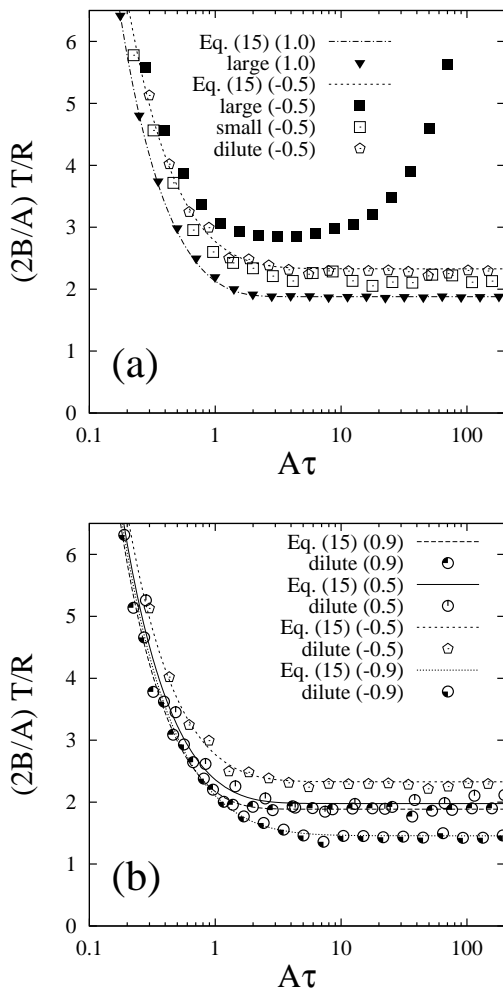 6
5
4
3
2
1
0
(2B/A) T/R
Eq. (15) (1.0)
large (1.0)
Eq. (15) (-0.5)
large (-0.5)
small (-0.5)
dilute (-0.5)
(a)
0.1
1
10
100
Aτ
6
5
4
3
2
1
0
(2B/A) T/R
Eq. (15) (0.9)
dilute (0.9)
Eq. (15) (0.5)
dilute (0.5)
Eq. (15) (-0.5)
dilute (-0.5)
Eq. (15) (-0.9)
dilute (-0.9)
(b)
0.1
1
10
100
Aτ